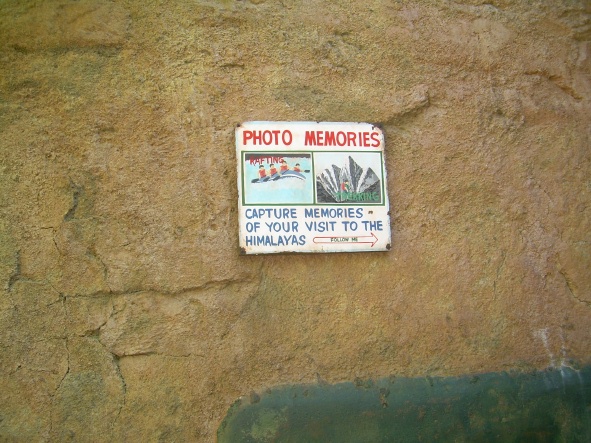 PHOTO MEMORIES
RAFTING
TREKKING
CAPTURE MEMORIES
OF YOUR VISIT TO THE
HIMALAYAS FOLLOW ME